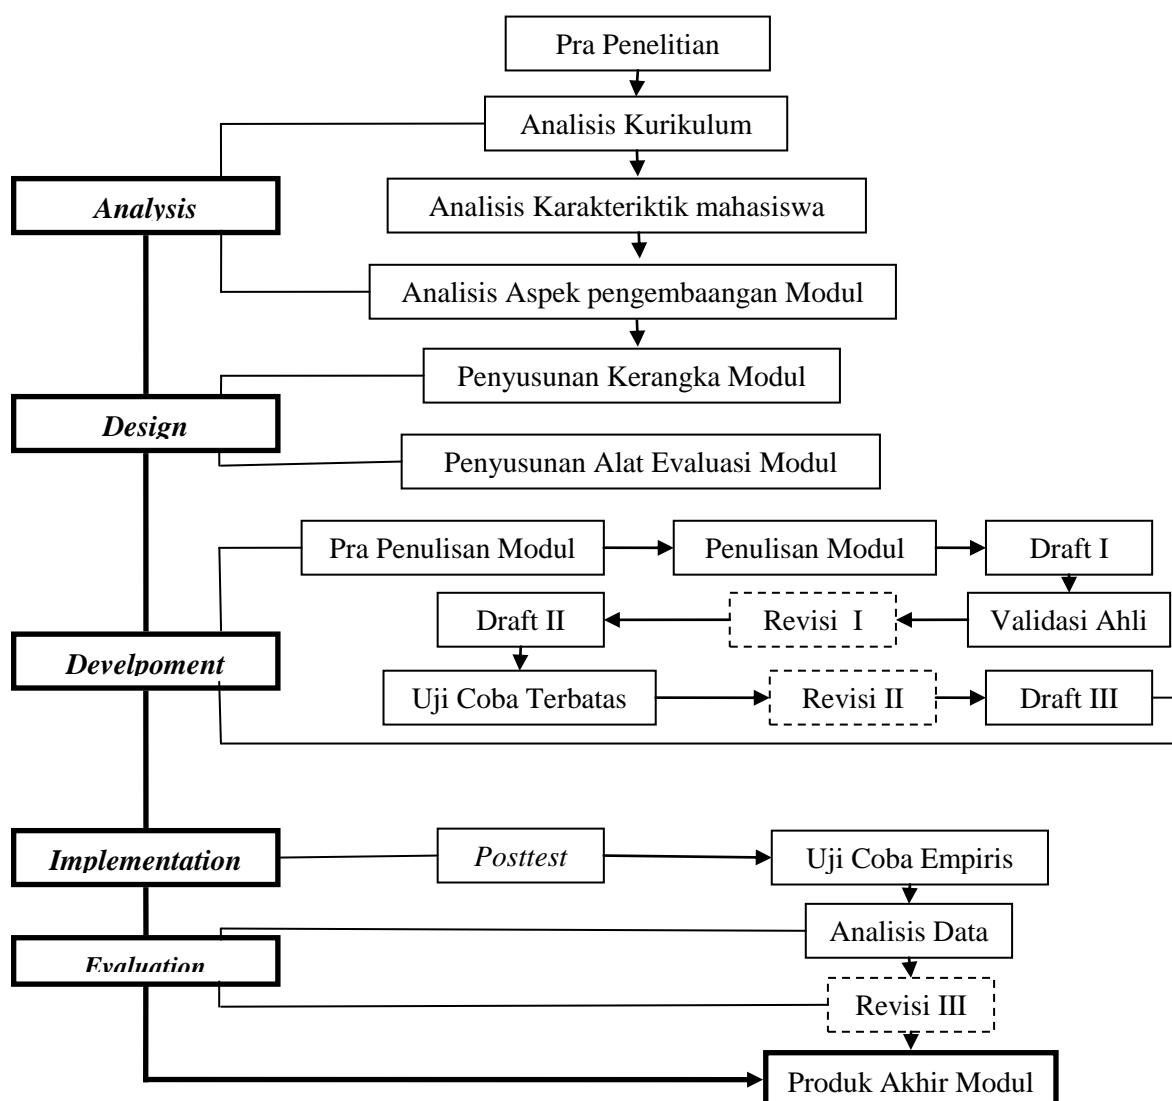 Pra Penelitian
Analisis Kurikulum
Analysis
Analisis Karakteriktik mahasiswa
Analisis Aspek pengembaangan Modul
Penyusunan Kerangka Modul
Design
Penyusunan Alat Evaluasi Modul
Pra Penulisan Modul
Penulisan Modul
Draft I
Draft II
Revisi I
Validasi Ahli
Develpoment
Uji Coba Terbatas
Revisi II
Draft III
Implementation
Posttest
Uji Coba Empiris
Analisis Data
Evaluation
Revisi III
Produk Akhir Modul